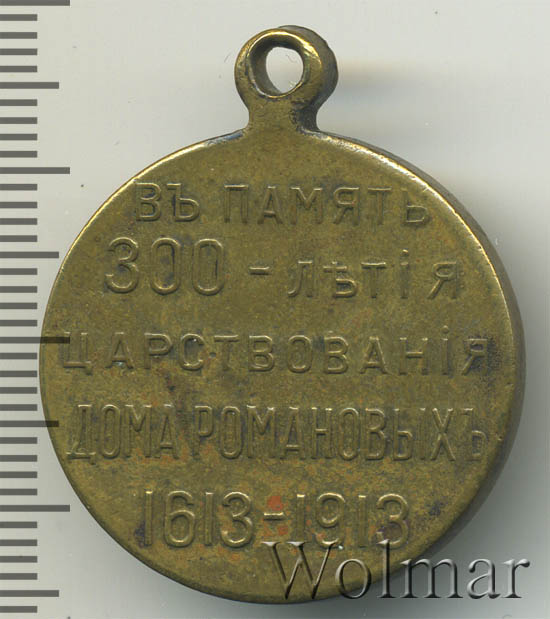 ВЪ ПАМЯТЬ
300-ЛѢТІЯ
ЦАРСТВОВАНІЯ
ДОМА РОМАНОВЫХЪ
1613-1913
Wolmar